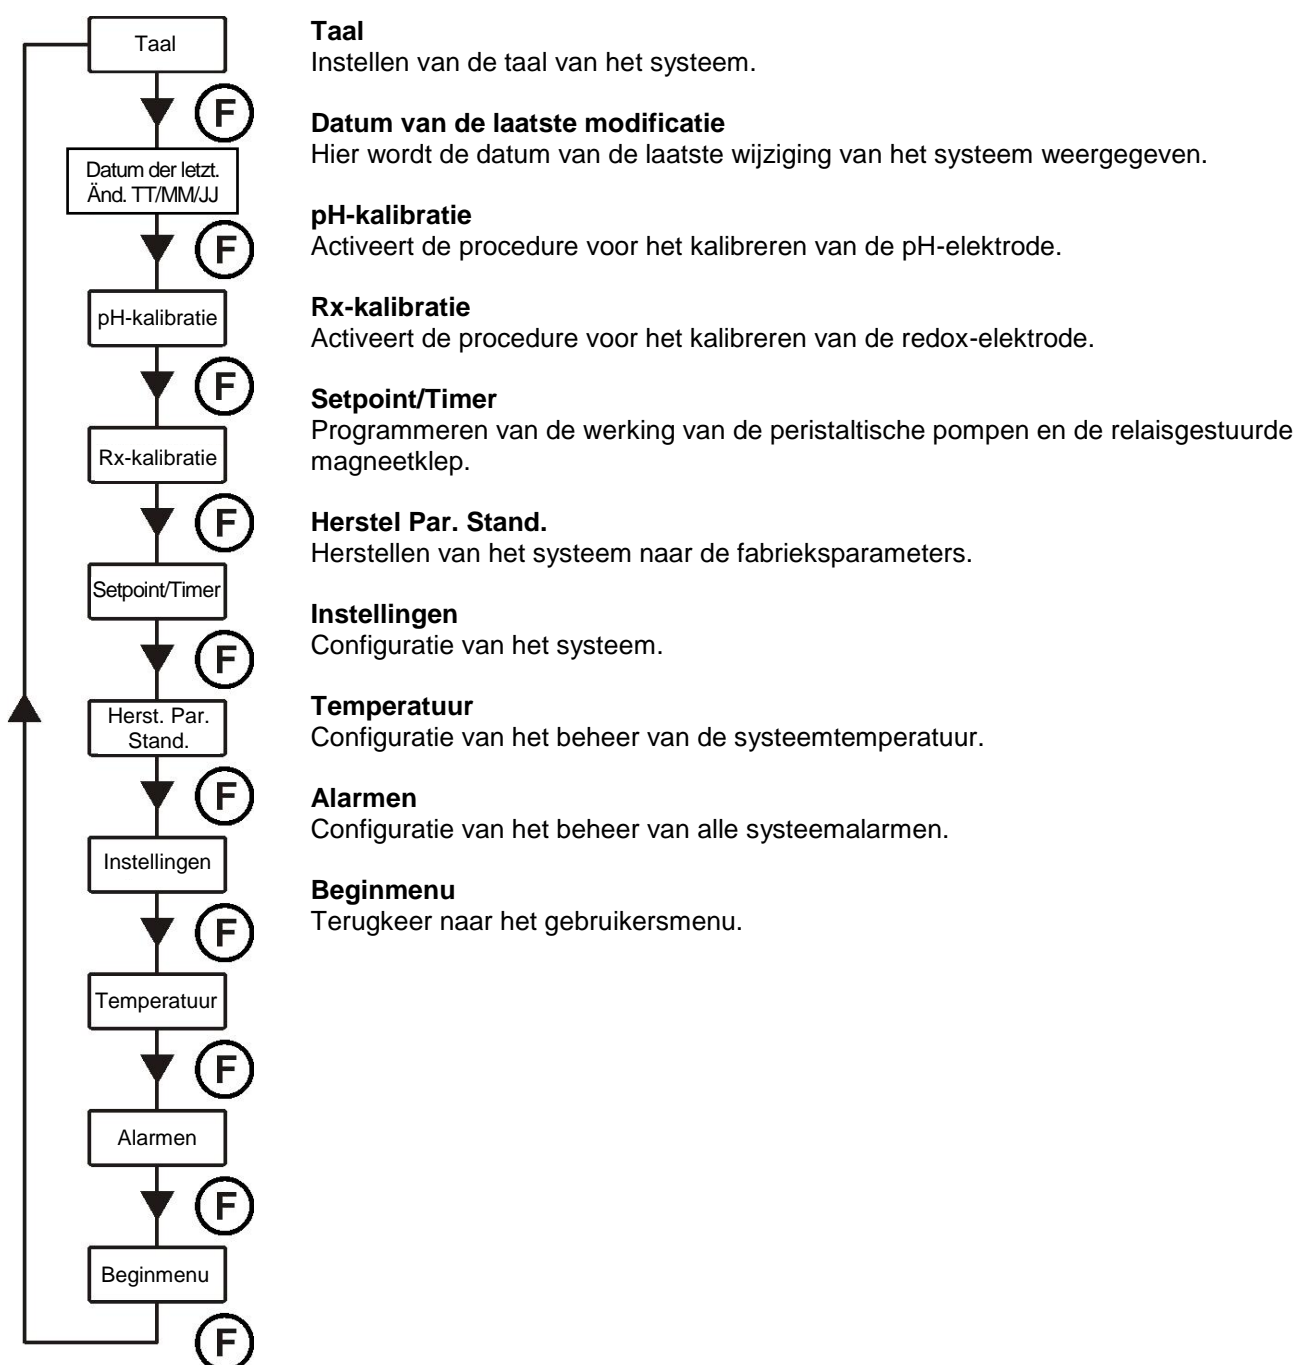 Taal
F
Datum der letzt.
Änd. TT/MM/JJ
F
pH-kalibratie
F
Rx-kalibratie
F
Setpoint/Timer
F
Herst. Par.
Stand.
F
Instellingen
F
Temperatuur
F
Alarmen
F
Beginmenu
F
Taal
Instellen van de taal van het systeem.
Datum van de laatste modificatie
Hier wordt de datum van de laatste wijziging van het systeem weergegeven.
pH-kalibratie
Activeert de procedure voor het kalibreren van de pH-elektrode.
Rx-kalibratie
Activeert de procedure voor het kalibreren van de redox-elektrode.
Setpoint/Timer
Programmeren van de werking van de peristaltische pompen en de relaisgestuurde
magneetklep.
Herstel Par. Stand.
Herstellen van het systeem naar de fabrieksparameters.
Instellingen
Configuratie van het systeem.
Temperatuur
Configuratie van het beheer van de systeemtemperatuur.
Alarmen
Configuratie van het beheer van alle systeemalarmen.
Beginmenu
Terugkeer naar het gebruikersmenu.